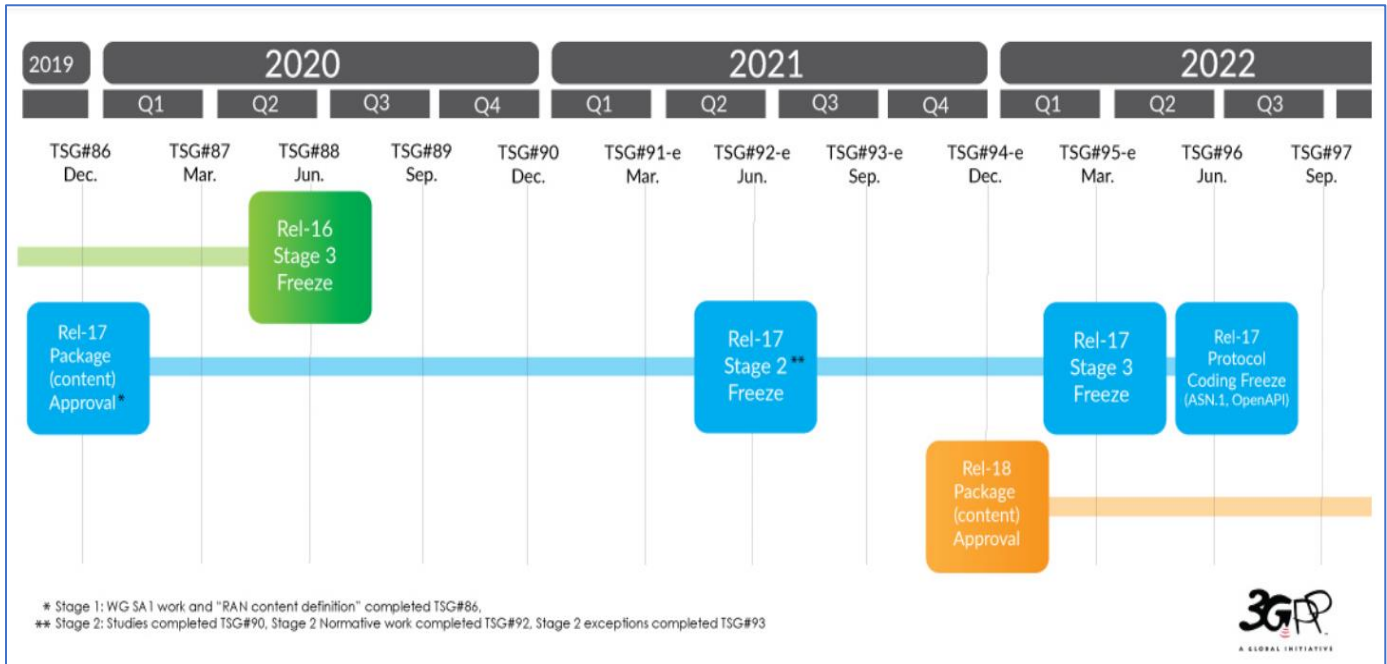 2019 2020 2021 2022
Q1 Q2 Q3 Q4 Q1 Q2 Q3 Q4 Q1 Q2 Q3
TSG#86 TSG#87 TSG#88 TSG#89 TSG#90 TSG#91-e TSG#92-e TSG#93-e TSG#94-e TSG#95-e TSG#96 TSG#97
Dec. Mar. Jun. Sep. Dec. Mar. Jun. Sep. Dec. Mar. Jun. Sep.
Rel-16
Stage 3
Freeze
Rel-17
Package
(content)
Approval*
Rel-17
Stage 2 **
Freeze
Rel-17
Stage 3
Freeze
Rel-17
Protocol
Coding Freeze
(ASN.1, OpenAPI)
Rel-18
Package
(content)
Approval
* Stage 1: WG SA1 work and "RAN content definition" completed TSG#86,
** Stage 2: Studies completed TSG#90, Stage 2 Normative work completed TSG#92, Stage 2 exceptions completed TSG#93
3GPP
A GLOBAL INITIATIVE